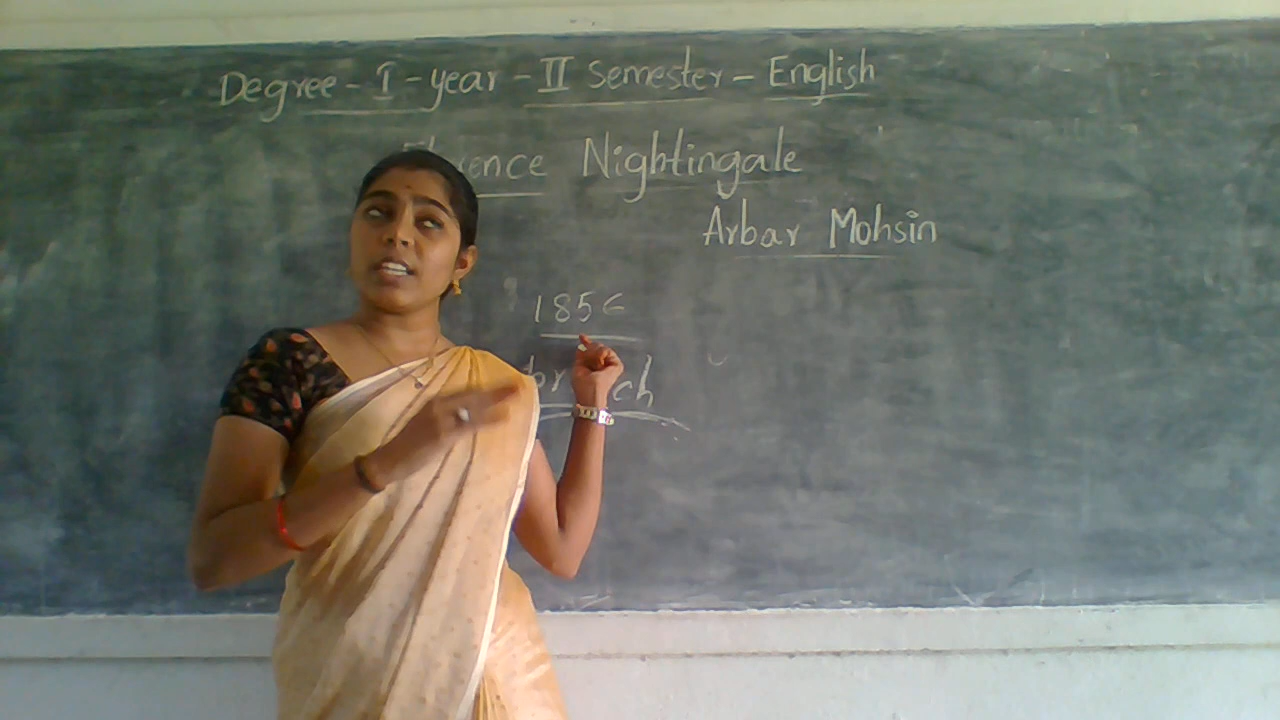 Degree - I - year - II Semester - English
Florence Nightingale
Arbar Mohsin
1856